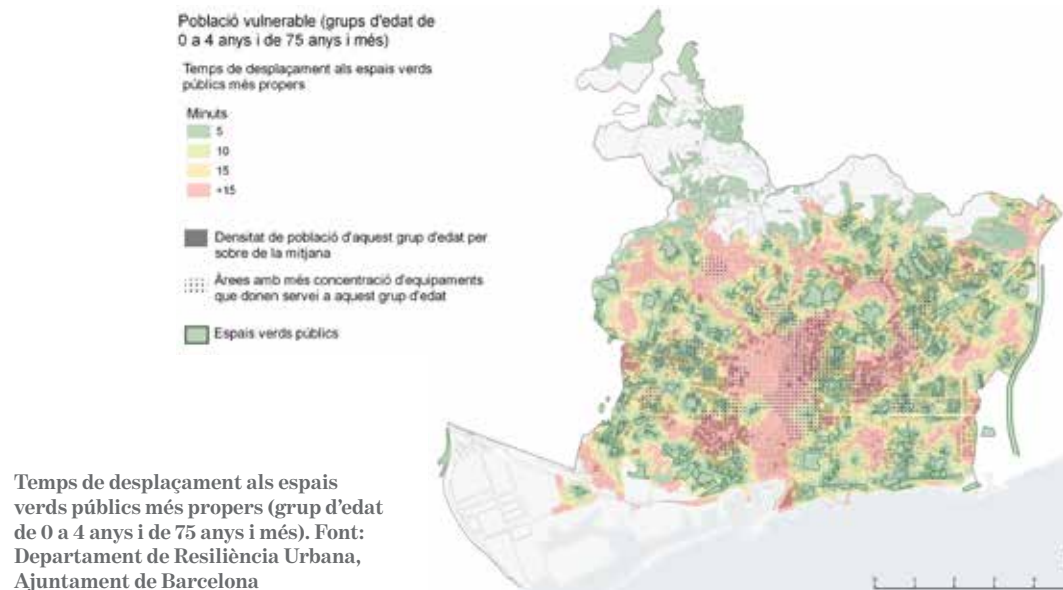 Població vulnerable (grups d'edat de
0 a 4 anys i de 75 anys i més)
Temps de desplaçament als espais verds
públics més propers
Minuts
5
10
15
+15
Densitat de població d'aquest grup d'edat per
sobre de la mitjana
Àrees amb més concentració d'equipaments
que donen servei a aquest grup d'edat
Espais verds públics
Temps de desplaçament als espais
verds públics més propers (grup d’edat
de 0 a 4 anys i de 75 anys i més). Font:
Departament de Resiliència Urbana,
Ajuntament de Barcelona